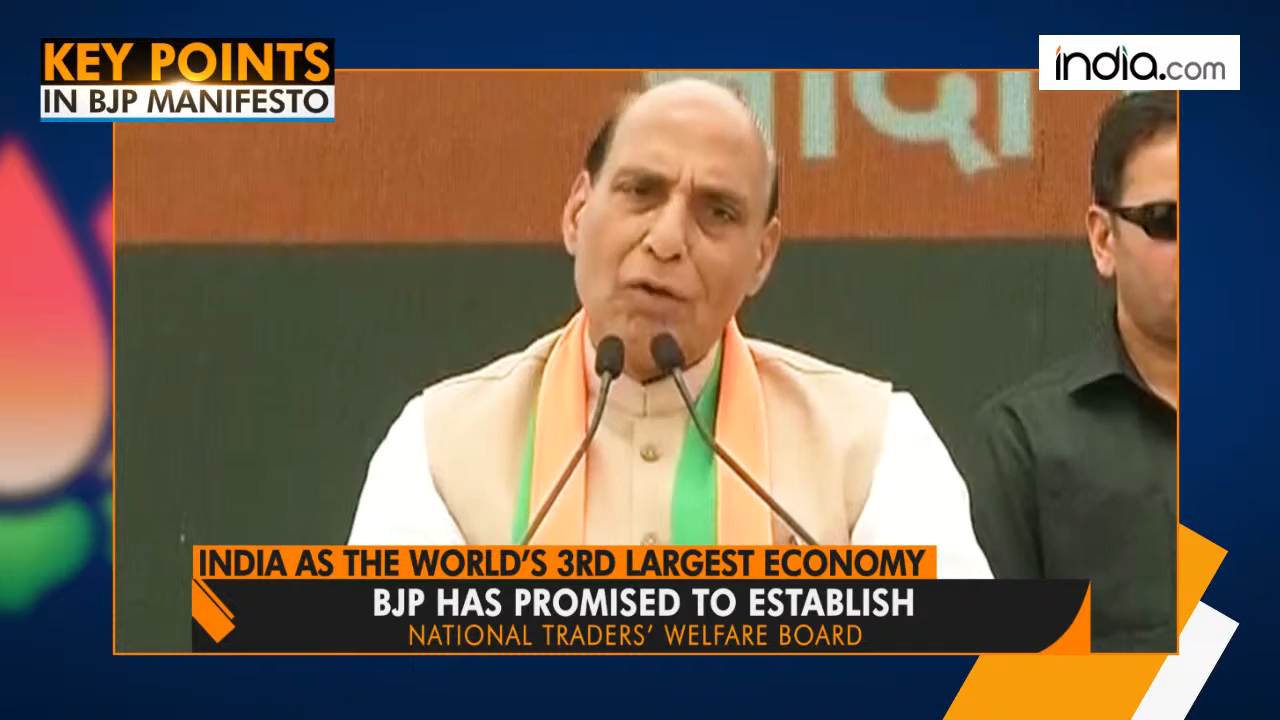 KEY POINTS
IN BJP MANIFESTO
india.com
INDIA AS THE WORLD'S 3RD LARGEST ECONOMY
BJP HAS PROMISED TO ESTABLISH
NATIONAL TRADERS' WELFARE BOARD